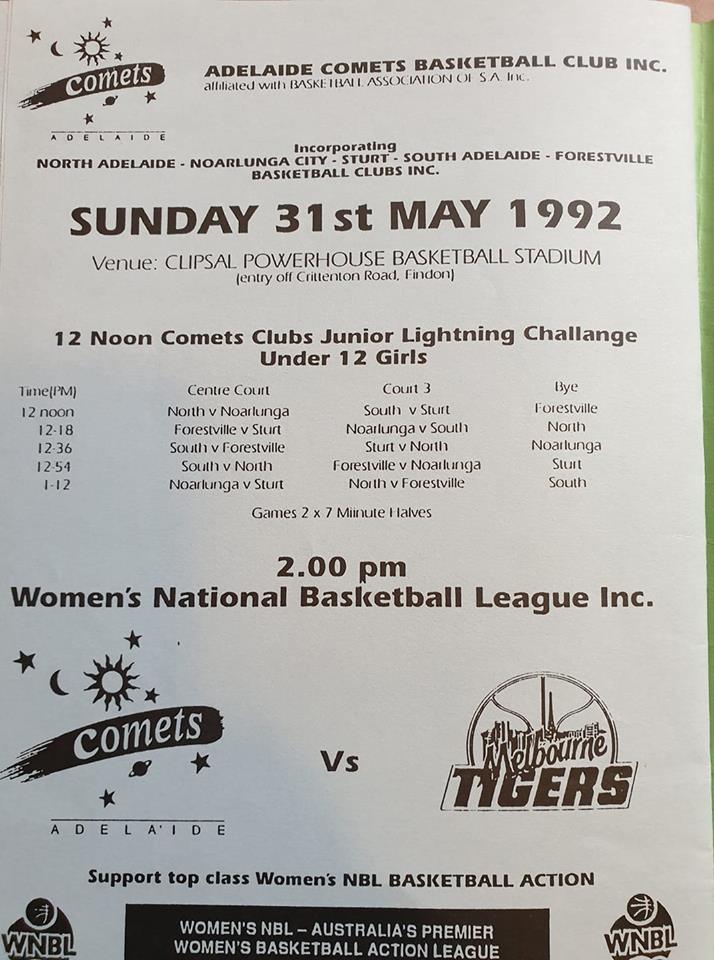 comets
ADELAIDE
ADELAIDE COMETS BASKETBALL CLUB INC.
affiliated with BASKETBALL ASSOCIATION OF S.A. Inc.
Incorporating
NORTH ADELAIDE - NOARLUNGA CITY - STURT - SOUTH ADELAIDE - FORESTVILLE
BASKETBALL CLUBS INC.
SUNDAY 31st MAY 1992
Venue: CLIPSAL POWERHOUSE BASKETBALL STADIUM
(entry off Crittenton Road, Findon)
12 Noon Comets Clubs Junior Lightning Challange
Under 12 Girls
Time(PM) Centre Court Court 3 Bye
12 noon North v Noarlunga South v Sturt Forestville
12-18 Forestville v Sturt Noarlunga v South North
12-36 South v Forestville Sturt v North Noarlunga
12-54 South v North Forestville v Noarlunga Sturt
1-12 Noarlunga v Sturt North v Forestville South
Games 2 x 7 Miinute Halves
2.00 pm
Women's National Basketball League Inc.
comets
ADELAIDE
Vs
Melbourne
TIGERS
Support top class Women's NBL BASKETBALL ACTION
WNBL
WOMEN'S NBL – AUSTRALIA'S PREMIER
WOMEN'S BASKETBALL ACTION LEAGUE
WNBL